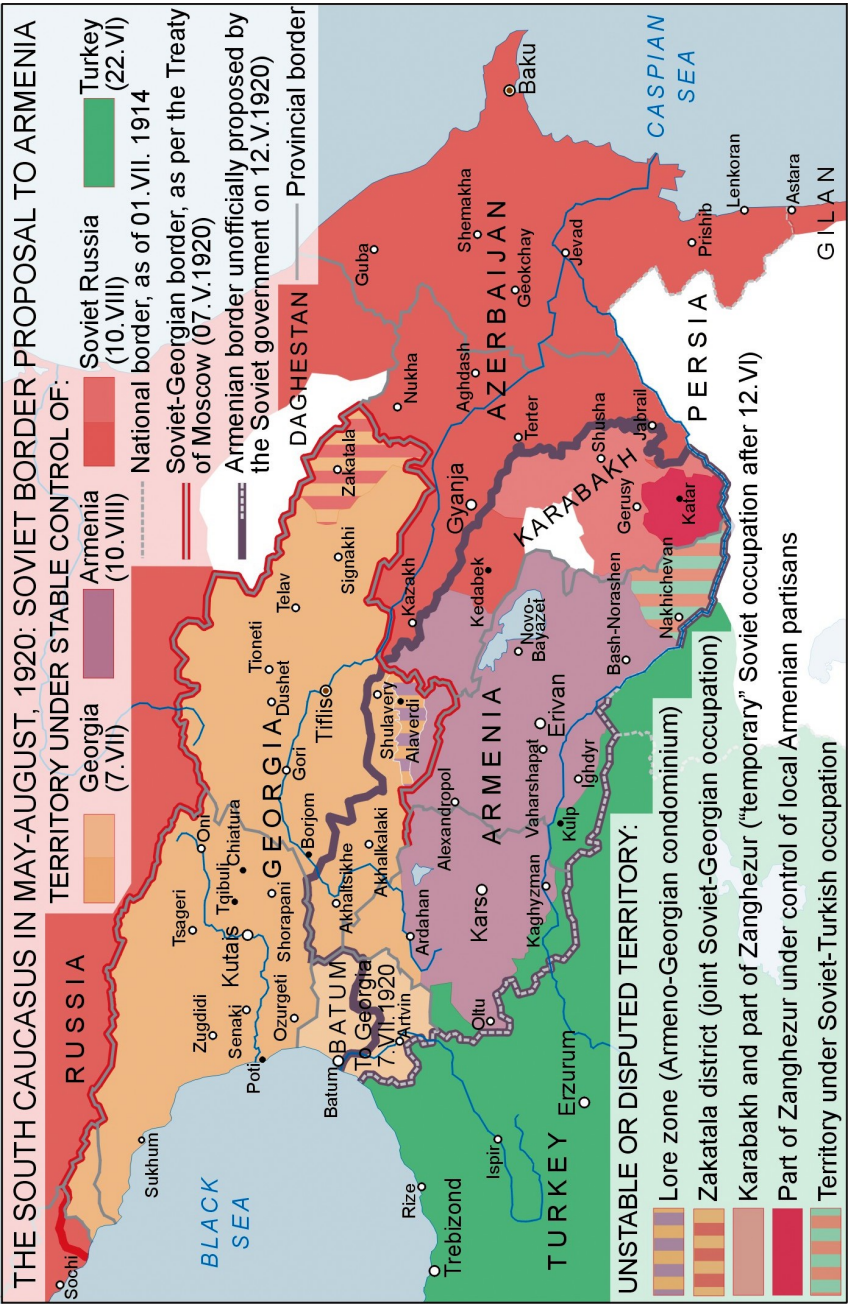 THE SOUTH CAUCASUS IN MAY-AUGUST, 1920: SOVIET BORDER PROPOSAL TO ARMENIA
TERRITORY UNDER STABLE CONTROL OF:
Georgia
(7.VII)
Armenia
(10.VIII)
Soviet Russia
(10.VIII)
Turkey
(22.VI)
National border, as of 01.VII. 1914
Soviet-Georgian border, as per the Treaty
of Moscow (07.V.1920)
Armenian border unofficially proposed by
the Soviet government on 12.V.1920)
Provincial border
RUSSIA
DAGHESTAN
Sochi
Sukhum
BLACK
SEA
Zugdidi
Tsageri
Oni
Senaki
Kutais
Tqibuli
Chiatura
Poti
Ozurgeti
Shorapani
GEORGIA
Gori
Dushet
Tioneti
Telav
Tiflis
Signakhi
Zakatala
Borjom
Akhaltsikhe
Akhalkalaki
Batum
BATUM
To Georgia
7.VII. 1920
Artvin
Ardahan
Shulavery
Alaverdi
Nukha
Guba
Shemakha
Baku
CASPIAN
SEA
AZERBAIJAN
Aghdash
Geokchay
Jevad
Kazakh
Gyanja
Kedabek
Terter
Shusha
Jabrail
KARABAKH
Gerusy
Katar
Prishib
Lenkoran
Astara
GILAN
PERSIA
ARMENIA
Alexandropol
Novo-
Bayazet
Erivan
Vaharshapat
Kars
Kaghyzman
Kulp
Ighdyr
Bash-Norashen
Nakhichevan
Oltu
Rize
Trebizond
Ispir
Erzurum
TURKEY
UNSTABLE OR DISPUTED TERRITORY:
Lore zone (Armeno-Georgian condominium)
Zakatala district (joint Soviet-Georgian occupation)
Karabakh and part of Zanghezur (“temporary” Soviet occupation after 12.VI)
Part of Zanghezur under control of local Armenian partisans
Territory under Soviet-Turkish occupation